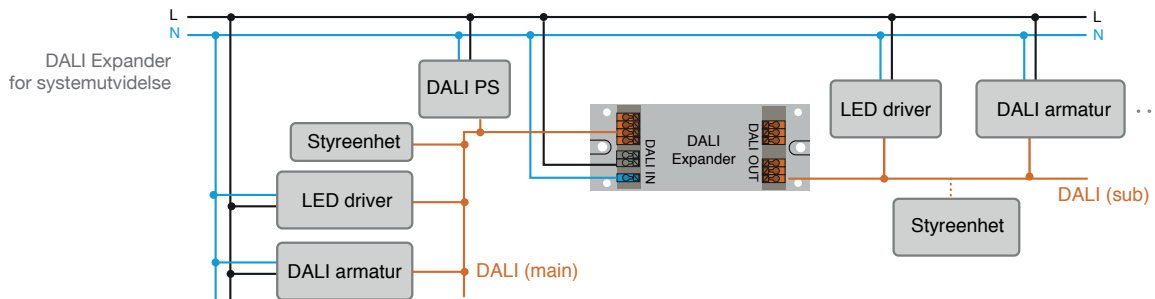 L
L
N
N
DALI Expander
for systemutvidelse
DALI PS
LED driver
DALI armatur
Styreenhet
DALI IN
DALI
Expander
DALI OUT
LED driver
DALI (sub)
Styreenhet
DALI armatur
DALI (main)